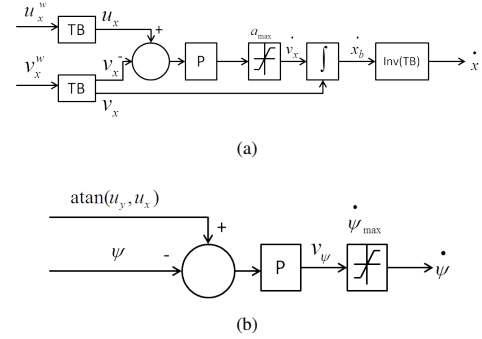 u_x^w TB u_x +
a_max
v_x^w TB v_x - P v̇_x ∫ ẋ_b Inv(TB) ẋ
v_x
(a)
atan(u_y, u_x) +
ψ - P v_ψ ψ̇_max ψ̇
(b)